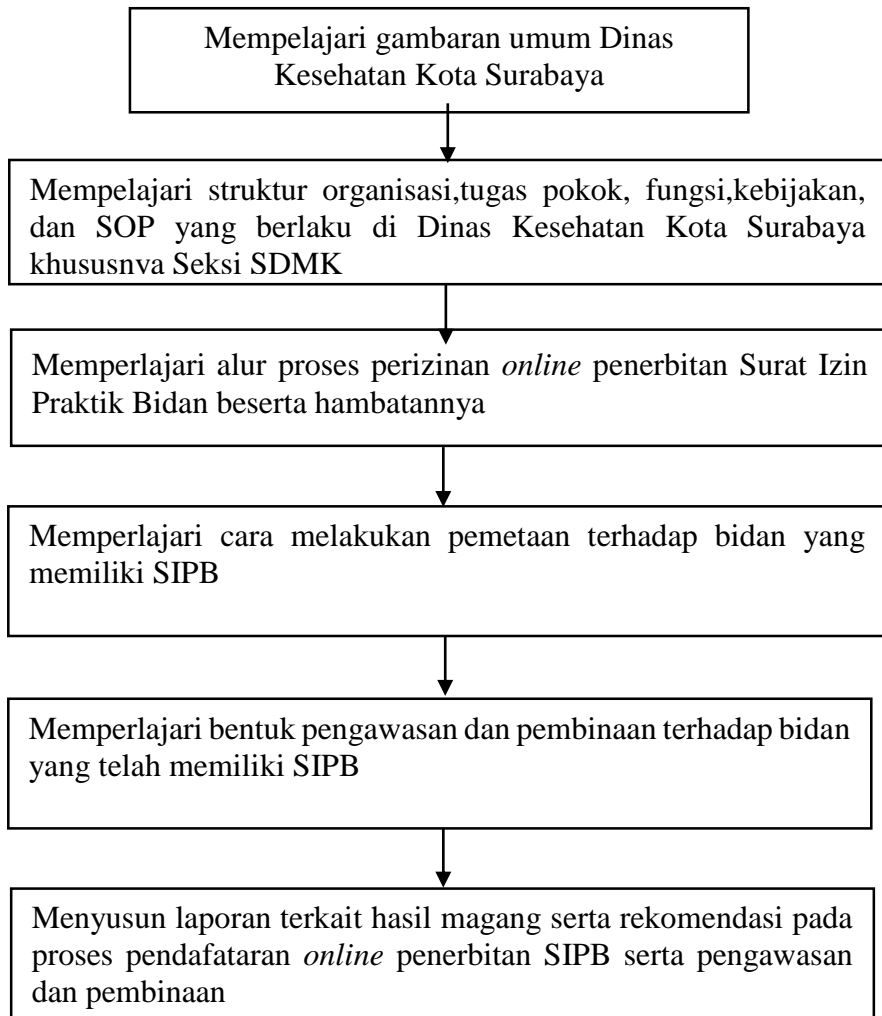 Mempelajari gambaran umum Dinas
Kesehatan Kota Surabaya
Mempelajari struktur organisasi,tugas pokok, fungsi,kebijakan,
dan SOP yang berlaku di Dinas Kesehatan Kota Surabaya
khususnya Seksi SDMK
Memperlajari alur proses perizinan online penerbitan Surat Izin
Praktik Bidan beserta hambatannya
Memperlajari cara melakukan pemetaan terhadap bidan yang
memiliki SIPB
Memperlajari bentuk pengawasan dan pembinaan terhadap bidan
yang telah memiliki SIPB
Menyusun laporan terkait hasil magang serta rekomendasi pada
proses pendafataran online penerbitan SIPB serta pengawasan
dan pembinaan